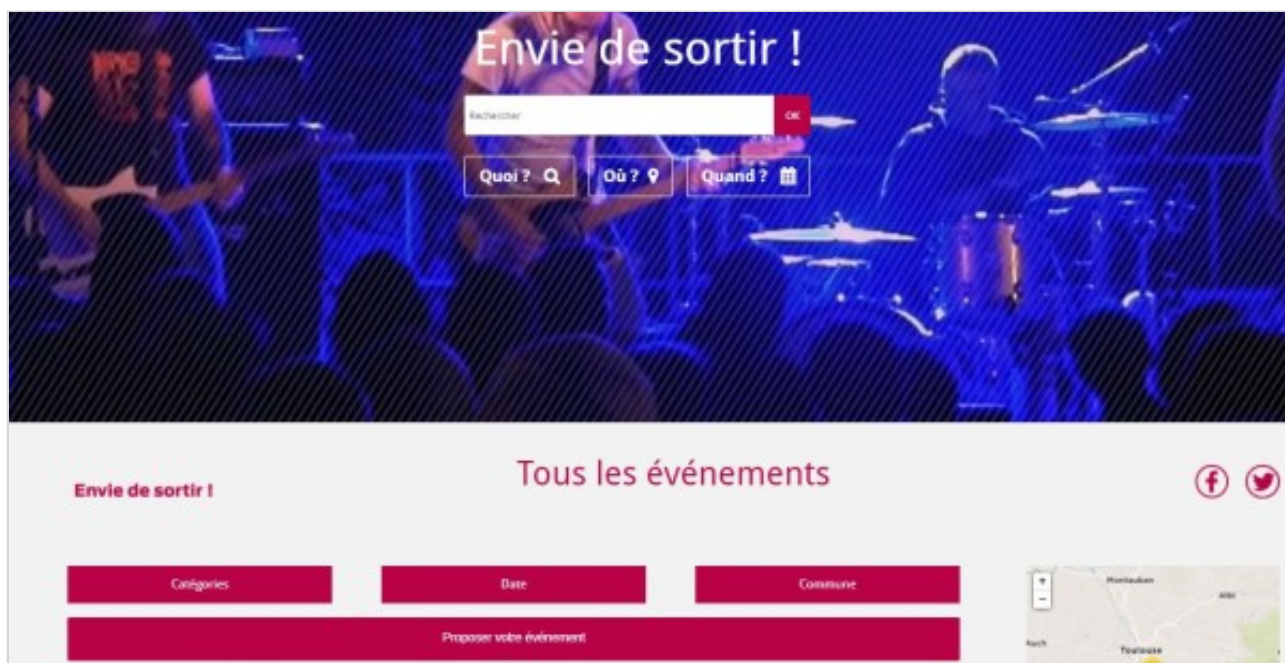 Envie de sortir !
Rechercher OK
Quoi ? Où ? Quand ?
Tous les événements
Envie de sortir !
Catégories Date Commune
Proposer votre événement
+
-
Montauban
Albi
Auch
Toulouse